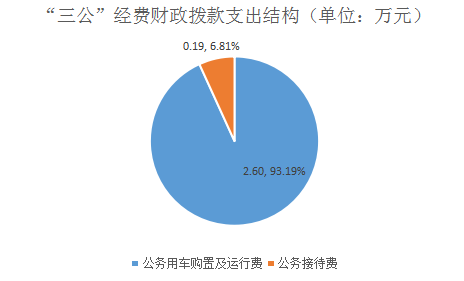 “三公”经费财政拨款支出结构（单位：万元）
0.19, 6.81%
2.60, 93.19%
公务用车购置及运行费 公务接待费